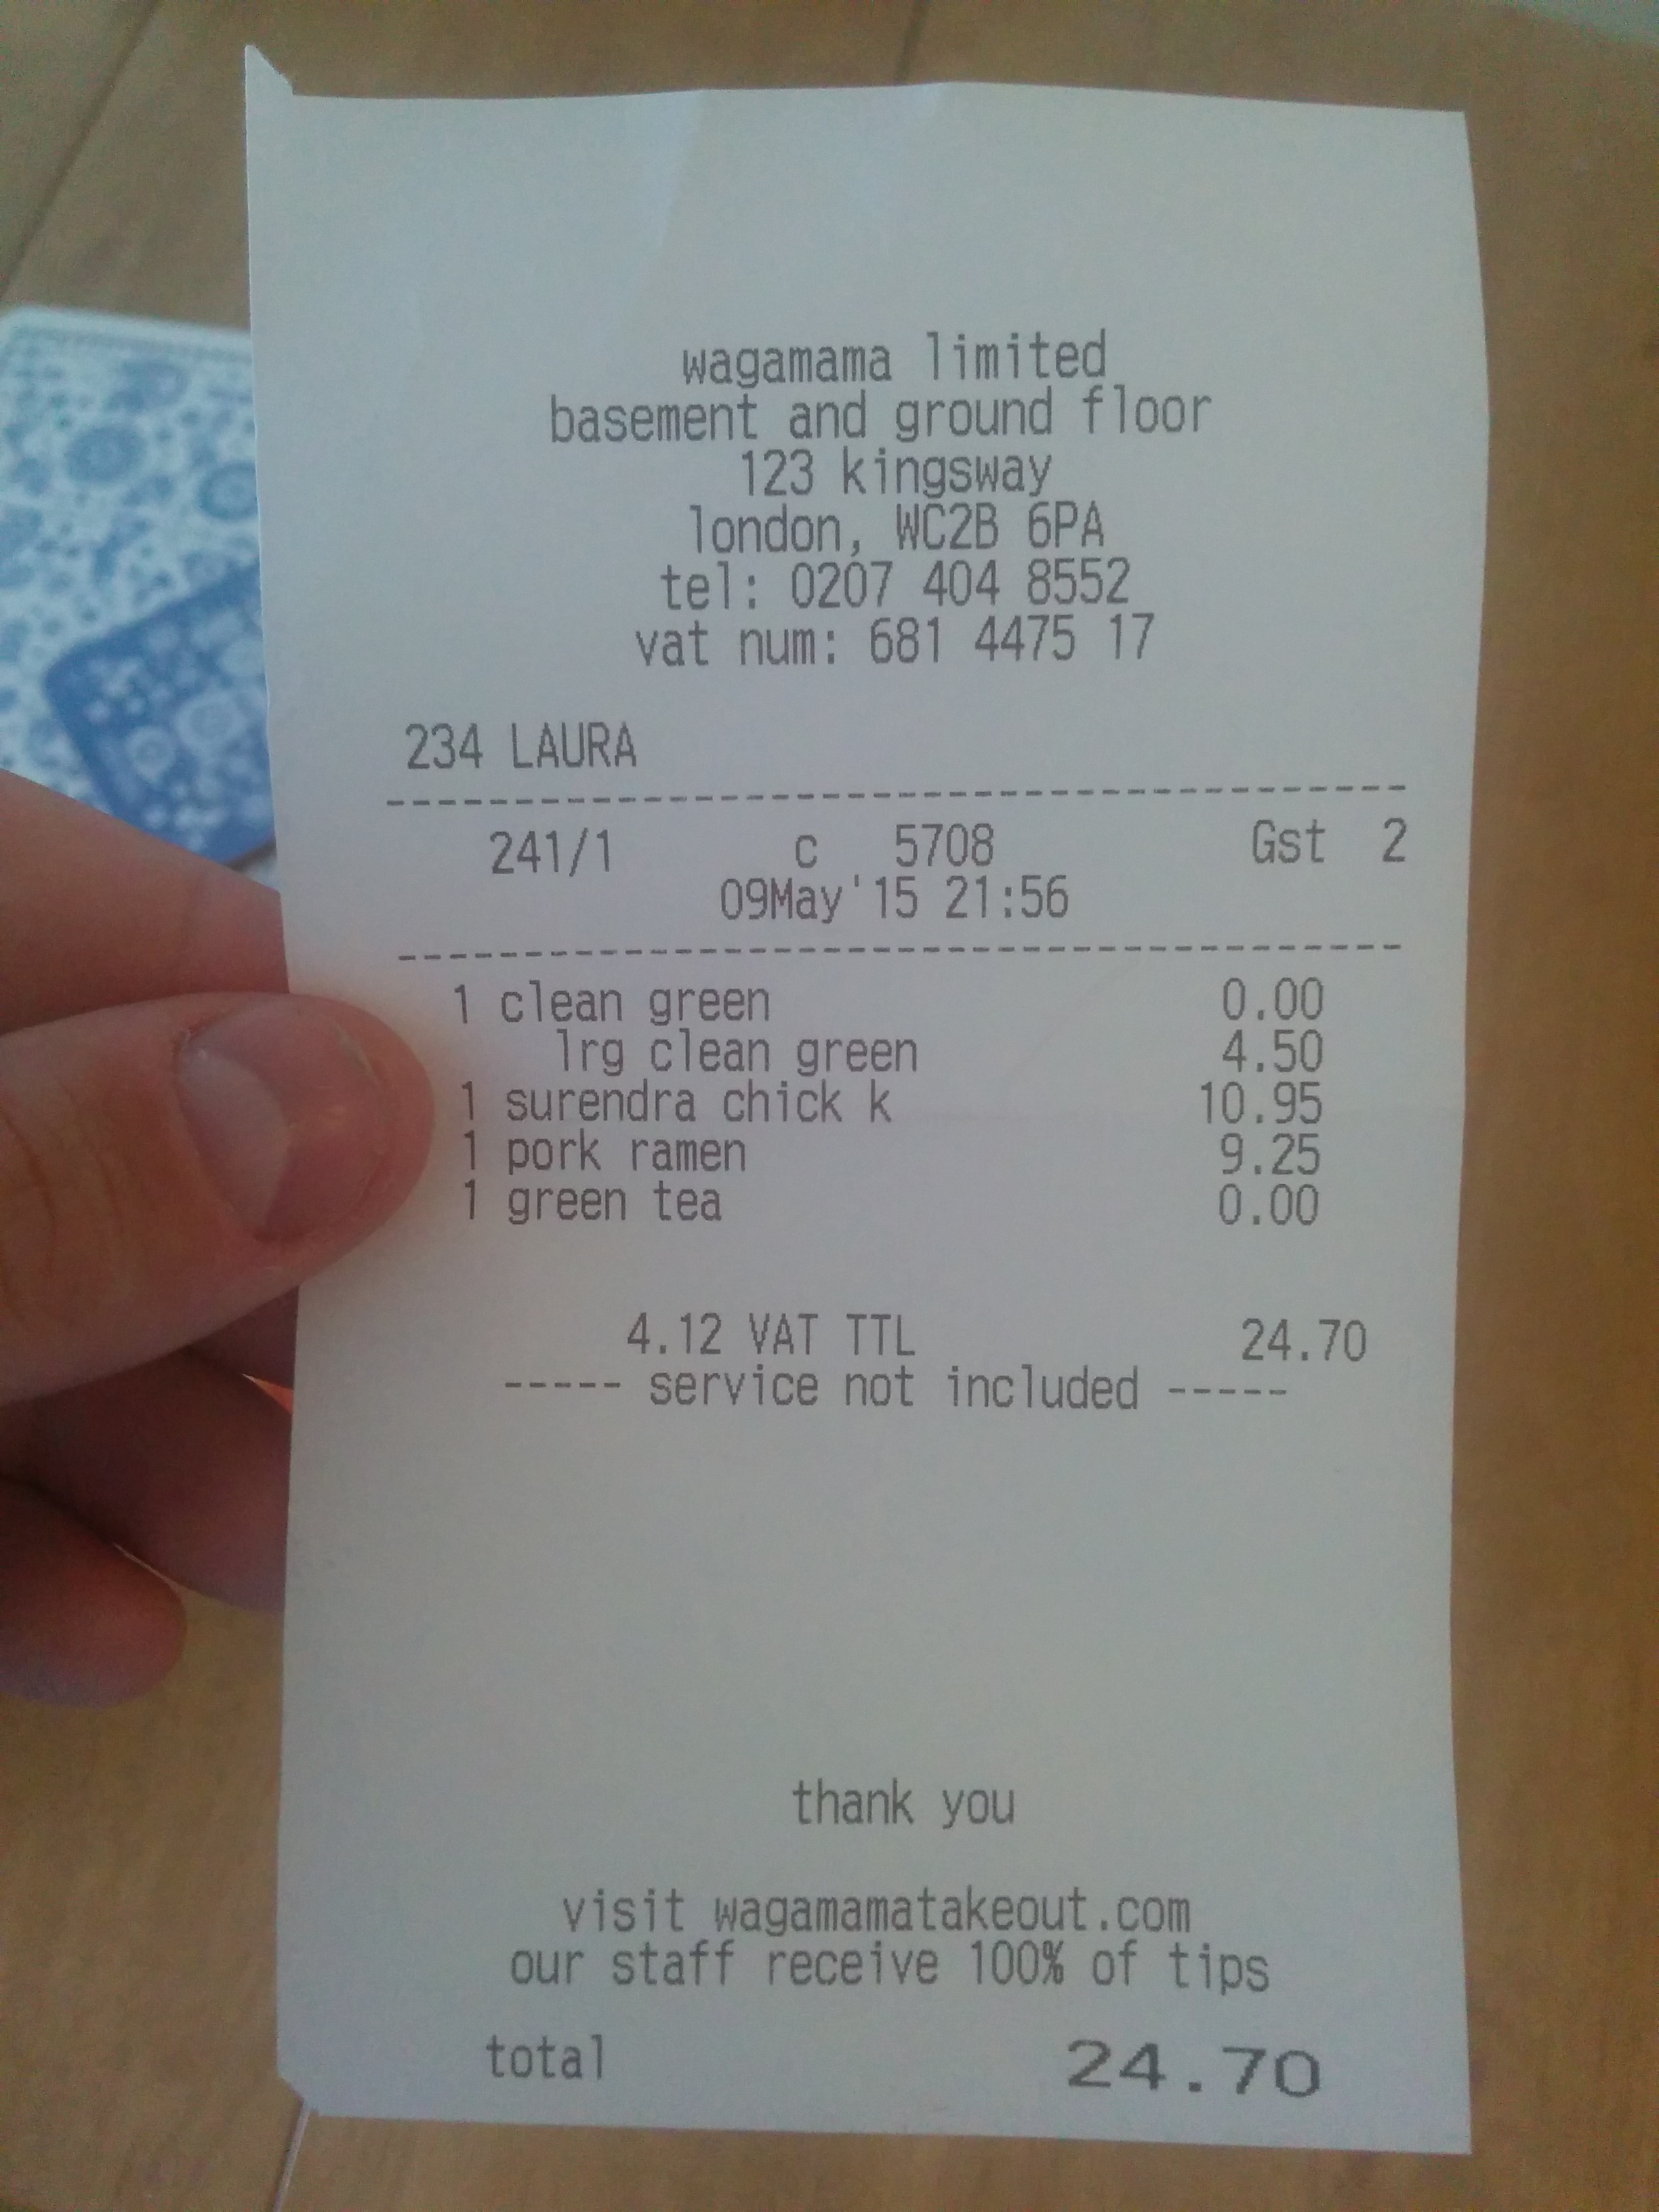 wagamama limited
basement and ground floor
123 kingsway
london, WC2B 6PA
tel: 0207 404 8552
vat num: 681 4475 17
234 LAURA
----------------------------------------
241/1 c 5708 Gst 2
09May'15 21:56
----------------------------------------
1 clean green 0.00
lrg clean green 4.50
1 surendra chick k 10.95
1 pork ramen 9.25
1 green tea 0.00
4.12 VAT TTL 24.70
----- service not included -----
thank you
visit wagamamatakeout.com
our staff receive 100% of tips
total 24.70